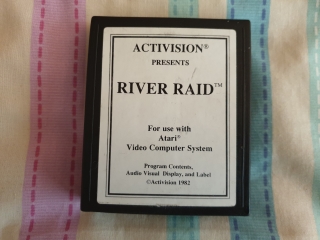 ACTIVISION®
PRESENTS
RIVER RAID™
For use with
Atari®
Video Computer System
Program Contents,
Audio Visual Display, and Label
©Activision 1982